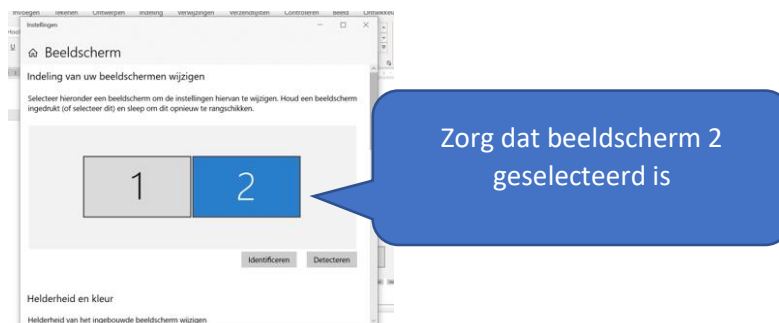 Invoegen Tekenen Ontwerpen Indeling Verwijzingen Verzendlijsten Controleren Beeld
Instellingen
Beeldscherm
Indeling van uw beeldschermen wijzigen
Selecteer hieronder een beeldscherm om de instellingen hiervan te wijzigen. Houd een beeldscherm
ingedrukt (of selecteer dit) en sleep om dit opnieuw te rangschikken.
1 2
Identificeren Detecteren
Helderheid en kleur
Helderheid van het ingebouwde beeldscherm wijzigen
Zorg dat beeldscherm 2
geselecteerd is